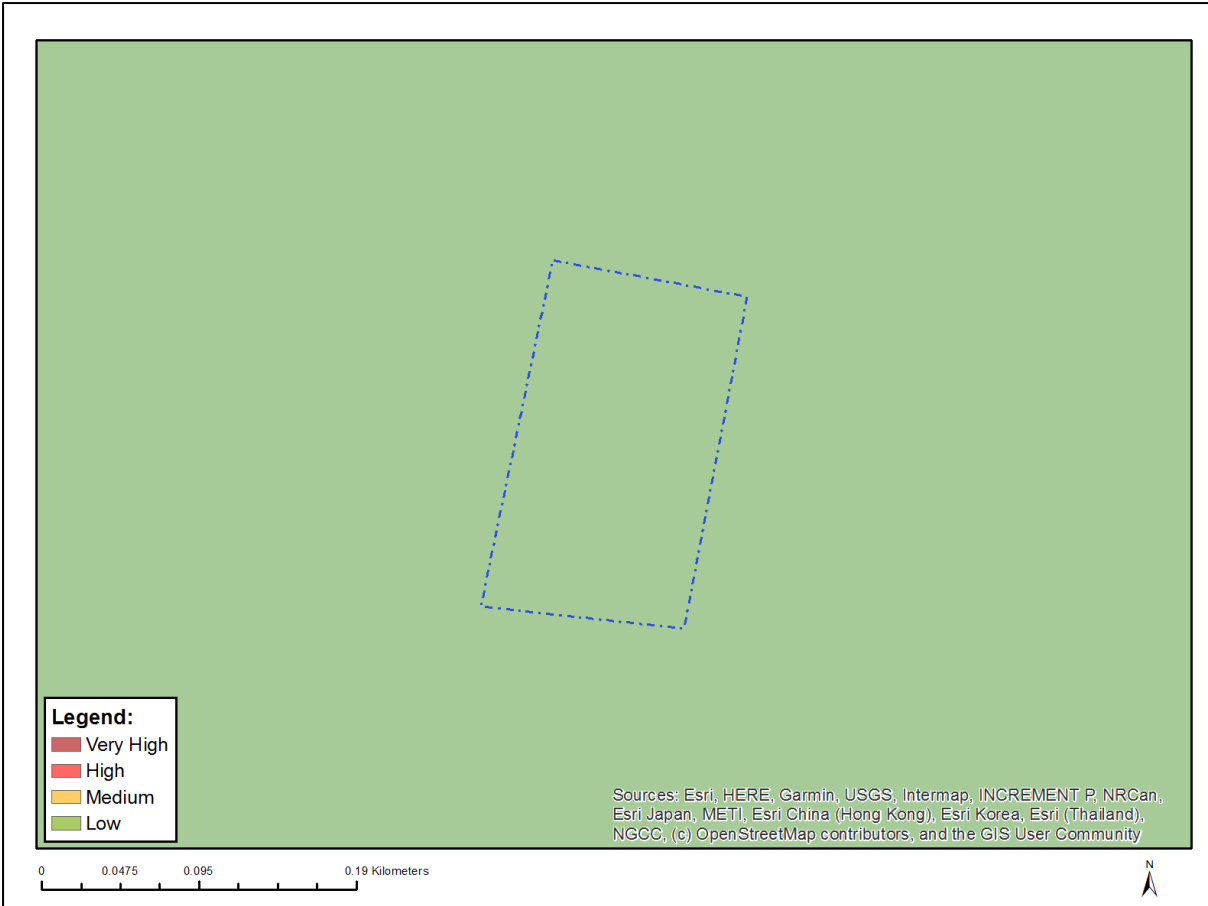 Legend:
Very High
High
Medium
Low
Sources: Esri, HERE, Garmin, USGS, Intermap, INCREMENT P, NRCan,
Esri Japan, METI, Esri China (Hong Kong), Esri Korea, Esri (Thailand),
NGCC, (c) OpenStreetMap contributors, and the GIS User Community
0 0.0475 0.095 0.19 Kilometers
N